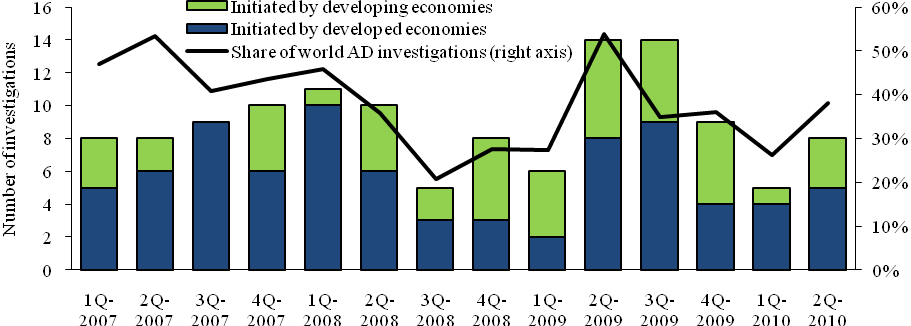 Initiated by developing economies
Initiated by developed economies
Share of world AD investigations (right axis)
Number of investigations
16
14
12
10
8
6
4
2
0
60%
50%
40%
30%
20%
10%
0%
1Q-2007
2Q-2007
3Q-2007
4Q-2007
1Q-2008
2Q-2008
3Q-2008
4Q-2008
1Q-2009
2Q-2009
3Q-2009
4Q-2009
1Q-2010
2Q-2010